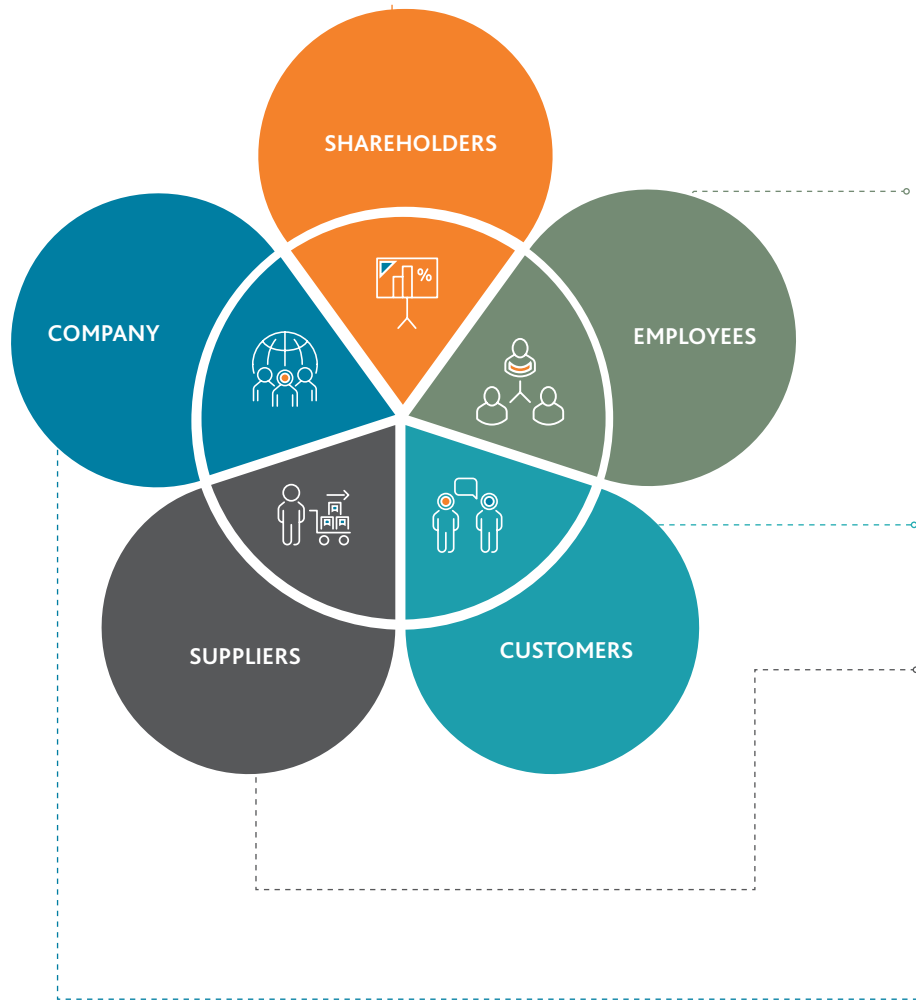 SHAREHOLDERS
COMPANY
EMPLOYEES
%
SUPPLIERS
CUSTOMERS